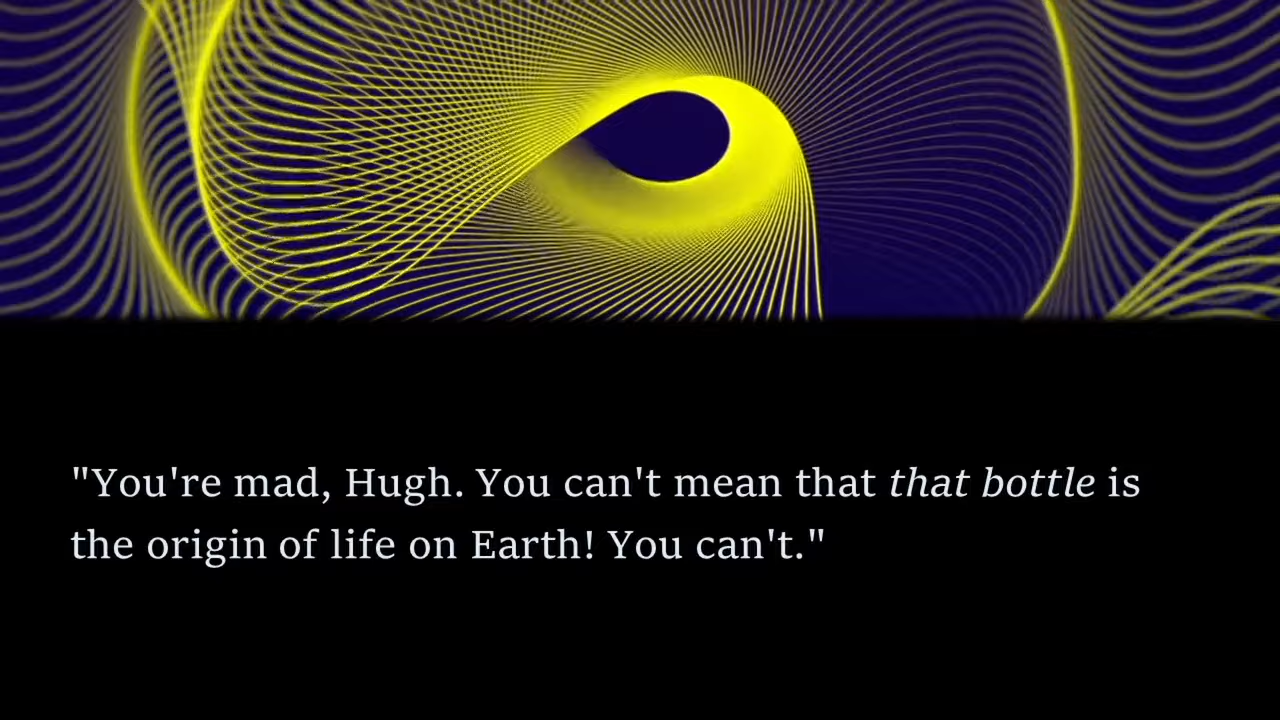 "You're mad, Hugh. You can't mean that that bottle is
the origin of life on Earth! You can't."